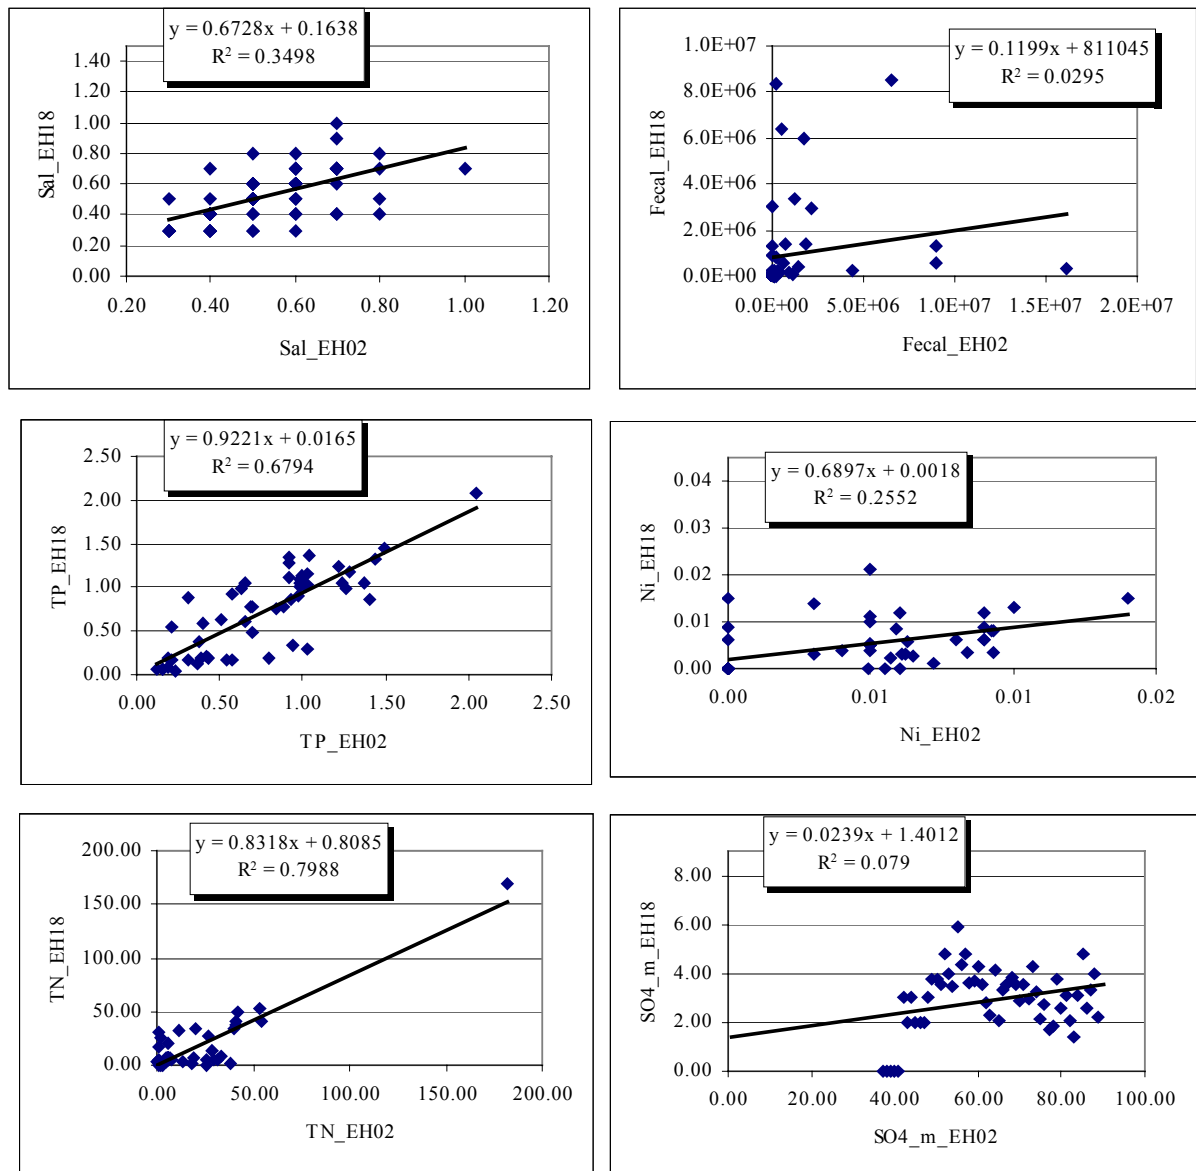 y = 0.6728x + 0.1638
R² = 0.3498
1.40
1.20
1.00
0.80
0.60
0.40
0.20
0.00
Sal_EH18
0.20 0.40 0.60 0.80 1.00 1.20
Sal_EH02
y = 0.1199x + 811045
R² = 0.0295
1.0E+07
8.0E+06
6.0E+06
4.0E+06
2.0E+06
0.0E+00
Fecal_EH18
0.0E+00 5.0E+06 1.0E+07 1.5E+07 2.0E+07
Fecal_EH02
y = 0.9221x + 0.0165
R² = 0.6794
2.50
2.00
1.50
1.00
0.50
0.00
TP_EH18
0.00 0.50 1.00 1.50 2.00 2.50
TP_EH02
y = 0.6897x + 0.0018
R² = 0.2552
0.04
0.03
0.02
0.01
0.00
Ni_EH18
0.00 0.01 0.01 0.02
Ni_EH02
y = 0.8318x + 0.8085
R² = 0.7988
200.00
150.00
100.00
50.00
0.00
TN_EH18
0.00 50.00 100.00 150.00 200.00
TN_EH02
y = 0.0239x + 1.4012
R² = 0.079
8.00
6.00
4.00
2.00
0.00
SO4_m_EH18
0.00 20.00 40.00 60.00 80.00 100.00
SO4_m_EH02